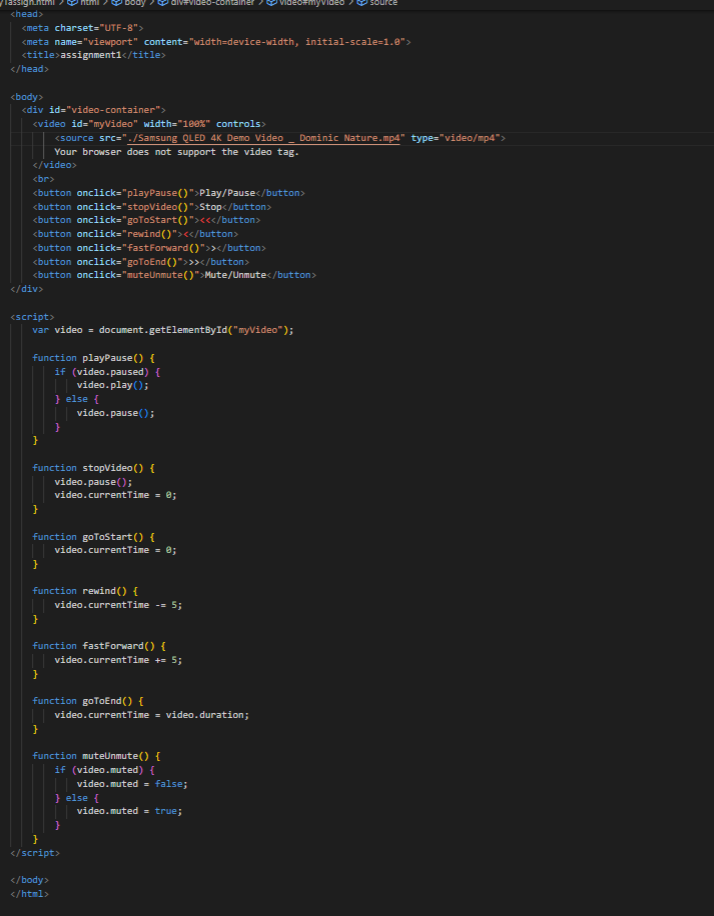 yTassign.html > html > body > div#video-container > video#myVideo > source
<head>
<meta charset="UTF-8">
<meta name="viewport" content="width=device-width, initial-scale=1.0">
<title>assignment1</title>
</head>
<body>
<div id="video-container">
<video id="myVideo" width="100%" controls>
<source src="./Samsung QLED 4K Demo Video _ Dominic Nature.mp4" type="video/mp4">
Your browser does not support the video tag.
</video>
<br>
<button onclick="playPause()">Play/Pause</button>
<button onclick="stopVideo()">Stop</button>
<button onclick="goToStart()"><<</button>
<button onclick="rewind()"><</button>
<button onclick="fastForward()">></button>
<button onclick="goToEnd()">>></button>
<button onclick="muteUnmute()">Mute/Unmute</button>
</div>
<script>
var video = document.getElementById("myVideo");
function playPause() {
if (video.paused) {
video.play();
} else {
video.pause();
}
}
function stopVideo() {
video.pause();
video.currentTime = 0;
}
function goToStart() {
video.currentTime = 0;
}
function rewind() {
video.currentTime -= 5;
}
function fastForward() {
video.currentTime += 5;
}
function goToEnd() {
video.currentTime = video.duration;
}
function muteUnmute() {
if (video.muted) {
video.muted = false;
} else {
video.muted = true;
}
}
</script>
</body>
</html>